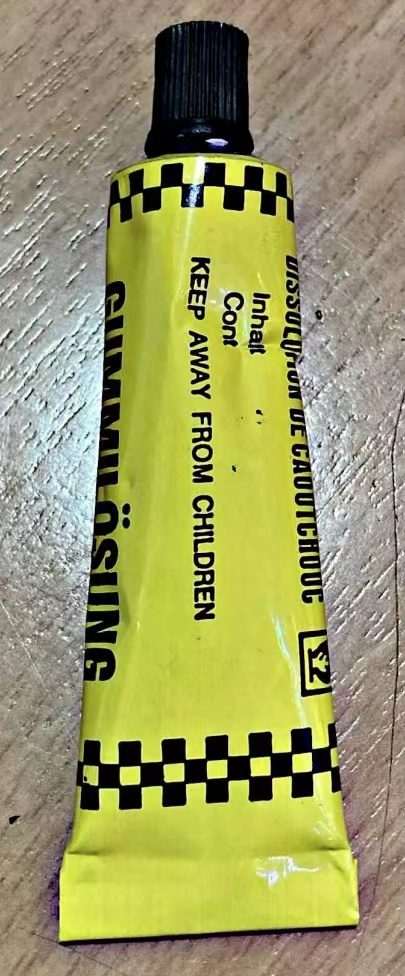 DISSOLUTION DE CAOUTCHOUC
Inhalt
Cont
KEEP AWAY FROM CHILDREN
GUMMILÖSUNG